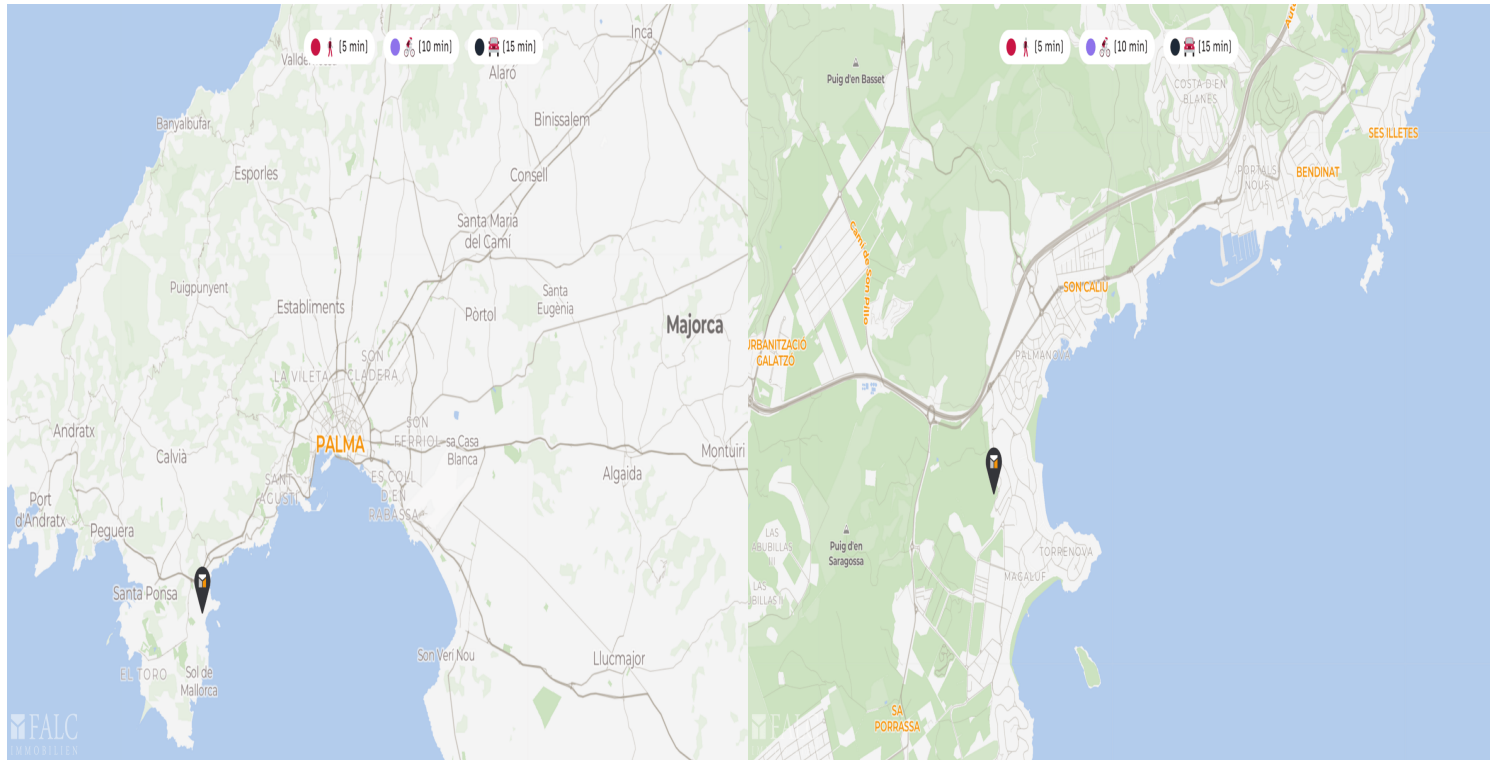 [5 min]
[10 min]
[15 min]
Inca
Alaró
Binissalem
Banyalbufar
Esporles
Consell
Santa Maria
del Camí
Puigpunyent
Establiments
Santa
Eugènia
Pòrtol
Majorca
SON
CLADERA
LA VILETA
SON
FERRIOL
sa Casa
Blanca
PALMA
Andratx
Calvià
Montuïri
Algaida
SANT
AGUSTÍ
ES COLL
D'EN
RABASSA
Port
d'Andratx
Peguera
Santa Ponsa
Son Verí Nou
Llucmajor
EL TORO
Sol de
Mallorca
FALC
IMMOBILIEN
[5 min]
[10 min]
[15 min]
Puig d'en Basset
COSTA D'EN
BLANES
SES ILLETES
PORTALS
NOUS
BENDINAT
Camí de Son Pillo
SON CALIU
URBANITZACIÓ
GALATZÓ
PALMANOVA
LAS
ABUBILLAS
III
Puig d'en
Saragossa
TORRENOVA
MAGALUF
LAS
SA
PORRASSA